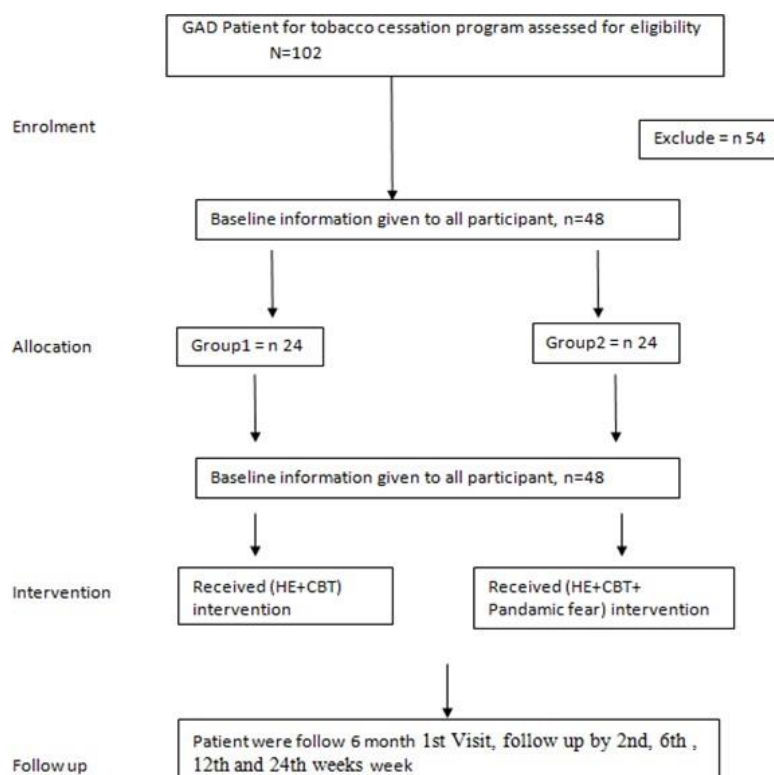 GAD Patient for tobacco cessation program assessed for eligibility
N=102
Enrolment
Exclude = n 54
Baseline information given to all participant, n=48
Allocation
Group1 = n 24
Group2 = n 24
Baseline information given to all participant, n=48
Intervention
Received (HE+CBT)
intervention
Received (HE+CBT+
Pandamic fear) intervention
Follow up
Patient were follow 6 month 1st Visit, follow up by 2nd, 6th ,
12th and 24th weeks week